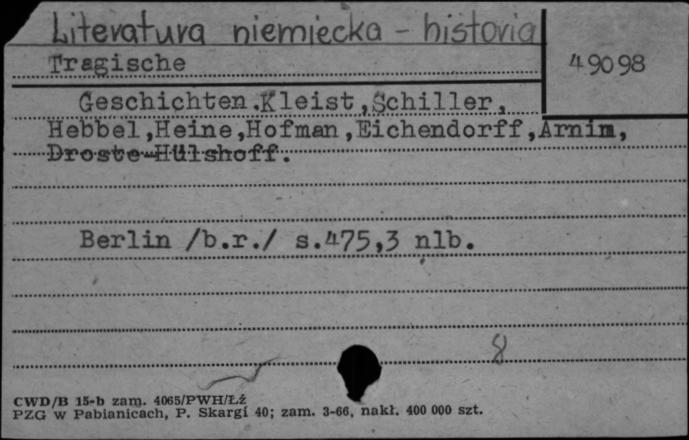 Literatura niemiecka - historia
Tragische
49098
Geschichten.Kleist,Schiller,
Hebbel,Heine,Hofman,Eichendorff,Arnim,
Droste-Hülshoff.
Berlin /b.r./ s.475,3 nlb.
8
CWD/B 15-b zam. 4065/PWH/Łź
PZG w Pabianicach, P. Skargi 40; zam. 3-66, nakł. 400 000 szt.